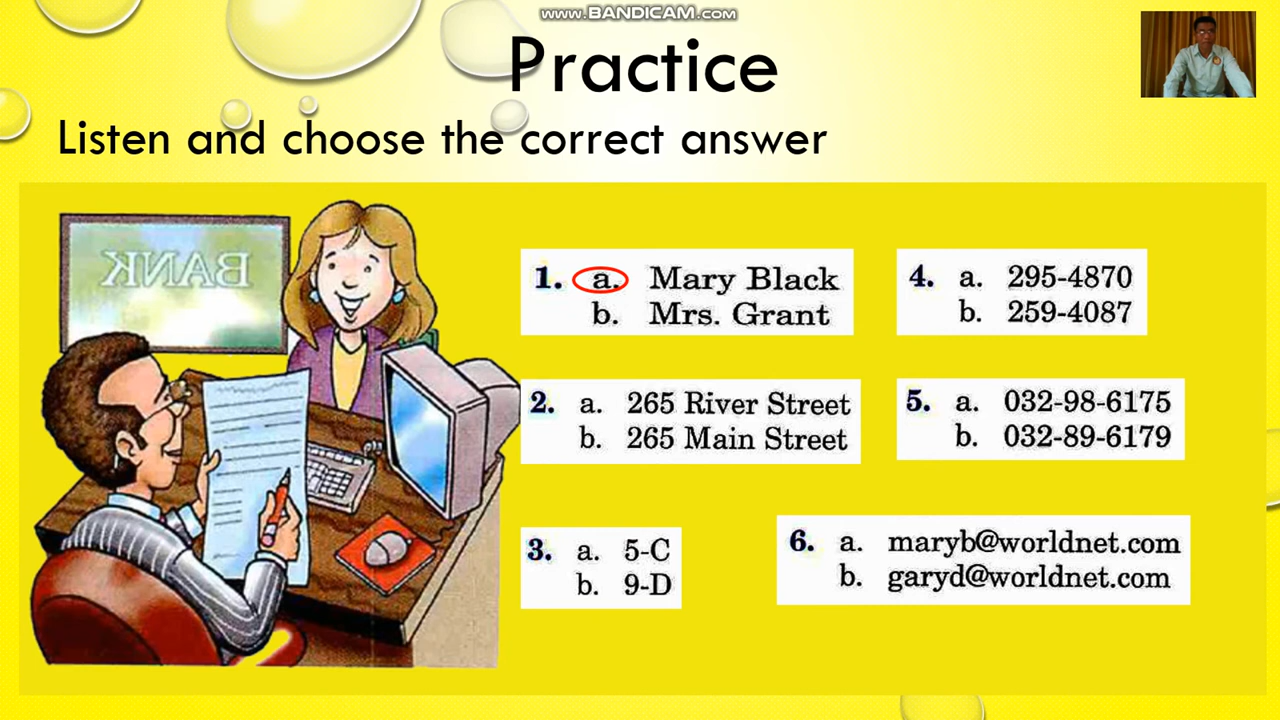 www.BANDICAM.com
Practice
Listen and choose the correct answer
BANK
1. a. Mary Black
b. Mrs. Grant
2. a. 265 River Street
b. 265 Main Street
3. a. 5-C
b. 9-D
4. a. 295-4870
b. 259-4087
5. a. 032-98-6175
b. 032-89-6179
6. a. maryb@worldnet.com
b. garyd@worldnet.com